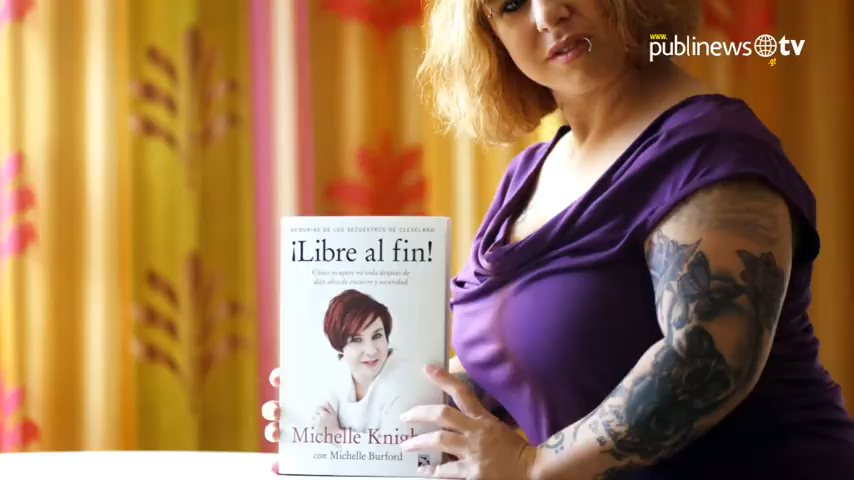 www.
publinews tv
.gt
MEMORIAS DE LOS SECUESTROS DE CLEVELAND
¡Libre al fin!
Cómo recuperé mi vida después de
diez años de encierro y oscuridad
Michelle Knigh
con Michelle Burford